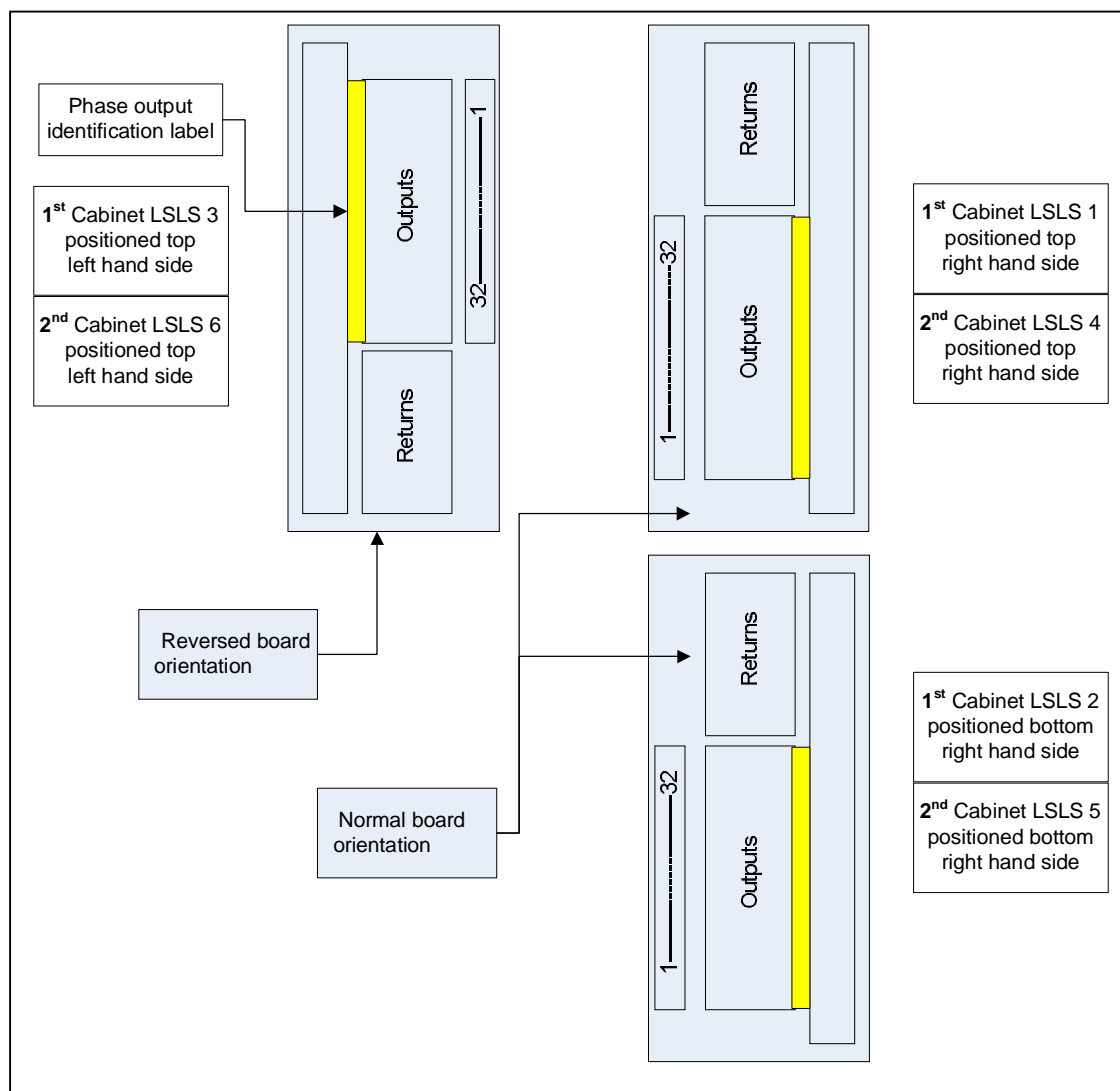 Phase output
identification label
1st Cabinet LSLS 3
positioned top
left hand side
2nd Cabinet LSLS 6
positioned top
left hand side
Outputs
Returns
32 1
Returns
Outputs
1 32
1st Cabinet LSLS 1
positioned top
right hand side
2nd Cabinet LSLS 4
positioned top
right hand side
Reversed board
orientation
Normal board
orientation
Returns
Outputs
1 32
1st Cabinet LSLS 2
positioned bottom
right hand side
2nd Cabinet LSLS 5
positioned bottom
right hand side